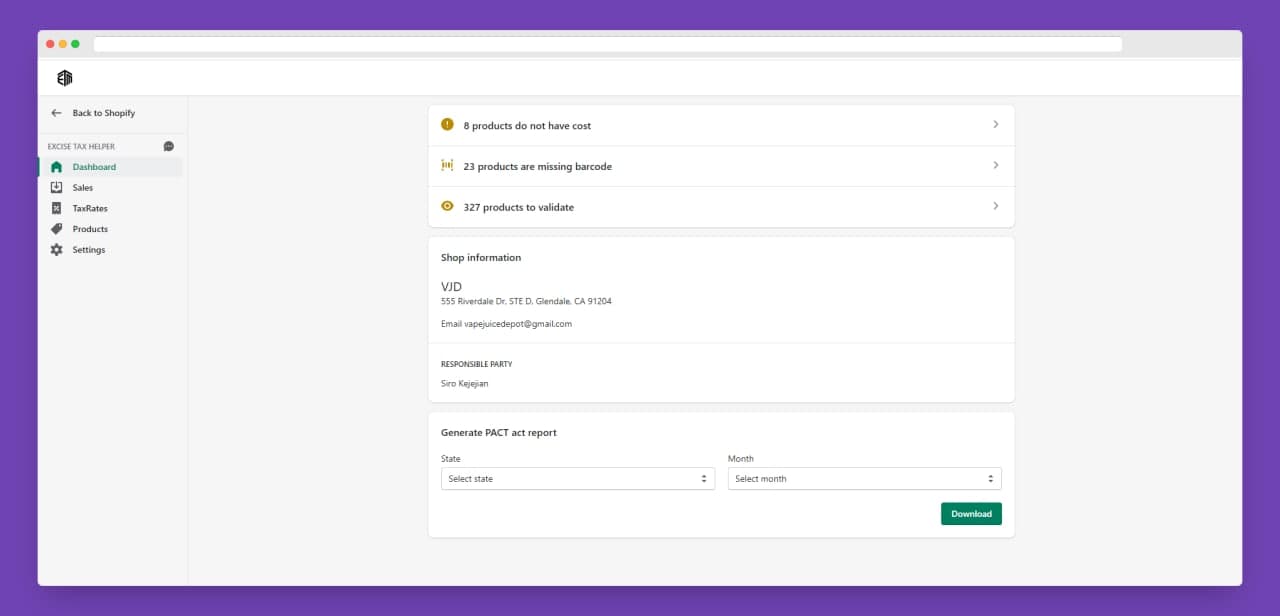 Back to Shopify
EXCISE TAX HELPER
Dashboard
Sales
TaxRates
Products
Settings
8 products do not have cost
23 products are missing barcode
327 products to validate
Shop information
VJD
555 Riverdale Dr, STE D, Glendale, CA 91204
Email vapejuicedepot@gmail.com
RESPONSIBLE PARTY
Siro Kejejian
Generate PACT act report
State Month
Select state Select month
Download